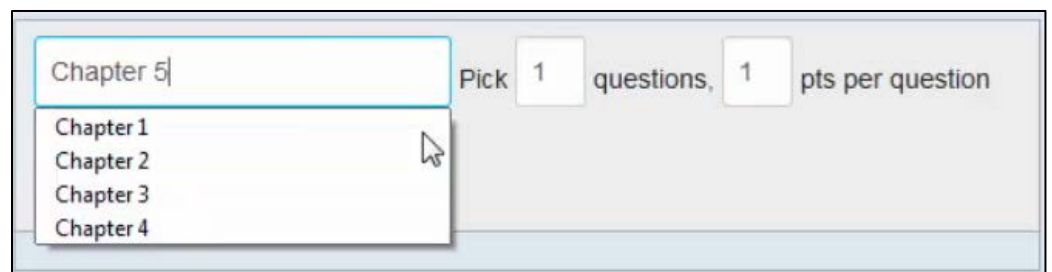 Chapter 5 Pick 1 questions, 1 pts per question
Chapter 1
Chapter 2
Chapter 3
Chapter 4